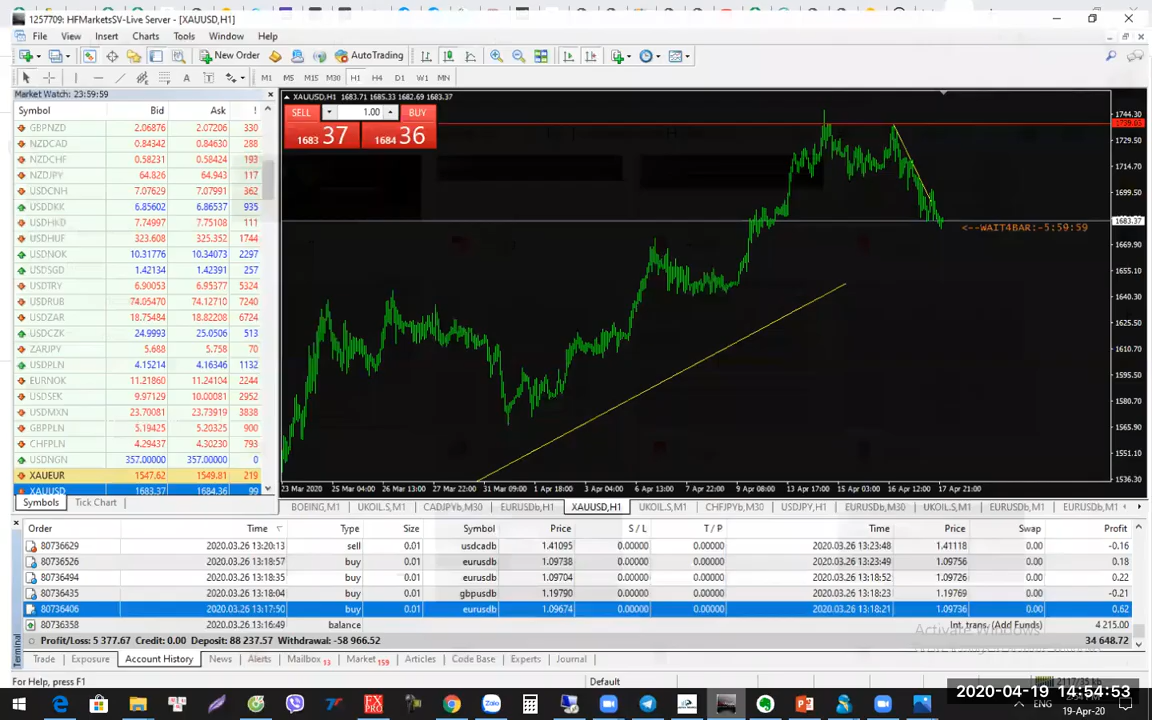 1257709: HFMarketsSV-Live Server - [XAUUSD,H1]
File View Insert Charts Tools Window Help
New Order AutoTrading
M1 M5 M15 M30 H1 H4 D1 W1 MN
Market Watch: 23:59:59
Symbol Bid Ask !
GBPNZD 2.06876 2.07206 330
NZDCAD 0.84342 0.84630 288
NZDCHF 0.58231 0.58424 193
NZDJPY 64.826 64.943 117
USDCNH 7.07629 7.07991 362
USDDKK 6.85602 6.86537 935
USDHKD 7.74997 7.75108 111
USDHUF 323.608 325.352 1744
USDNOK 10.31776 10.34073 2297
USDSGD 1.42134 1.42391 257
USDTRY 6.90053 6.95377 5324
USDRUB 74.05470 74.12710 7240
USDZAR 18.75484 18.82208 6724
USDCZK 24.9993 25.0506 513
ZARJPY 5.688 5.758 70
USDPLN 4.15214 4.16346 1132
EURNOK 11.21860 11.24104 2244
USDSEK 9.97129 10.00081 2952
USDMXN 23.70081 23.73919 3838
GBPPLN 5.19425 5.20325 900
CHFPLN 4.29437 4.30230 793
USDNGN 357.00000 357.00000 0
XAUEUR 1547.62 1549.81 219
XAUUSD 1683.37 1684.36 99
Symbols Tick Chart
XAUUSD,H1 1683.71 1685.33 1682.69 1683.37
SELL 1.00 BUY
1683 37 1684 36
<--WAIT4BAR:-5:59:59
1744.30
1739.05
1729.50
1714.70
1699.50
1683.37
1669.90
1655.10
1640.30
1625.50
1610.70
1595.50
1580.70
1565.90
1551.10
1536.30
23 Mar 2020 25 Mar 04:00 26 Mar 13:00 27 Mar 22:00 31 Mar 09:00 1 Apr 18:00 3 Apr 04:00 6 Apr 13:00 7 Apr 22:00 9 Apr 08:00 13 Apr 17:00 15 Apr 03:00 16 Apr 12:00 17 Apr 21:00
BOEING,M1 UKOIL.S,M1 CADJPYb,M30 EURUSDb,H1 XAUUSD,H1 UKOIL.S,M1 CHFJPYb,M30 USDJPY,H1 EURUSDb,M30 UKOIL.S,M1 EURUSDb,M1 EURUSDb,M1
Order Time Type Size Symbol Price S / L T / P Time Price Swap Profit
80736629 2020.03.26 13:20:13 sell 0.01 usdcadb 1.41095 0.00000 0.00000 2020.03.26 13:23:48 1.41118 0.00 -0.16
80736526 2020.03.26 13:18:57 buy 0.01 eurusdb 1.09738 0.00000 0.00000 2020.03.26 13:23:49 1.09756 0.00 0.18
80736494 2020.03.26 13:18:35 buy 0.01 eurusdb 1.09704 0.00000 0.00000 2020.03.26 13:18:52 1.09726 0.00 0.22
80736435 2020.03.26 13:18:04 buy 0.01 gbpusdb 1.19790 0.00000 0.00000 2020.03.26 13:18:23 1.19769 0.00 -0.21
80736406 2020.03.26 13:17:50 buy 0.01 eurusdb 1.09674 0.00000 0.00000 2020.03.26 13:18:21 1.09736 0.00 0.62
80736358 2020.03.26 13:16:49 balance Int. trans. (Add Funds) 4 215.00
Profit/Loss: 5 377.67 Credit: 0.00 Deposit: 88 237.57 Withdrawal: -58 966.52 34 648.72
Activate Windows
Terminal
Trade Exposure Account History News Alerts Mailbox 13 Market 159 Articles Code Base Experts Journal
For Help, press F1 Default 2117/35 kb
2020-04-19 14:54:53
ENG
19-Apr-20